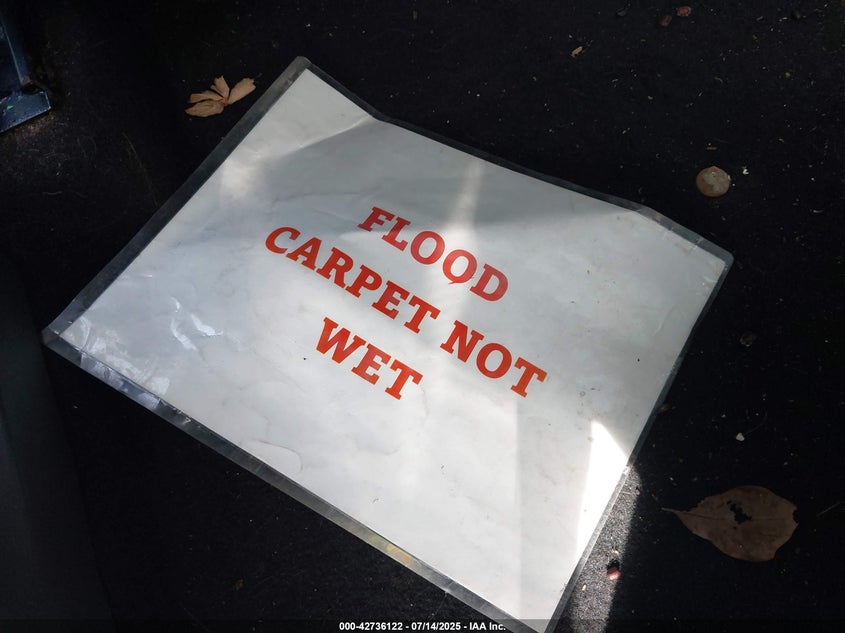 FLOOD
CARPET NOT
WET
000-42736122 - 07/14/2025 - IAA Inc.